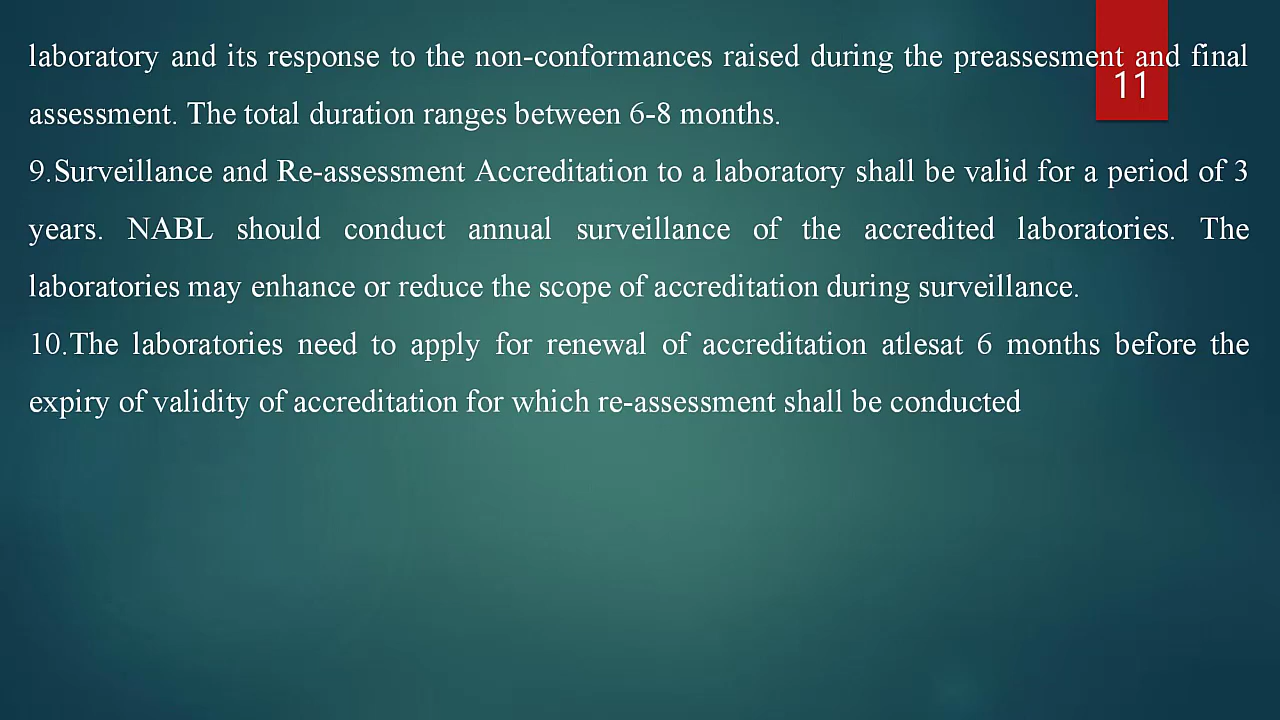 laboratory and its response to the non-conformances raised during the preassesment and final
11
assessment. The total duration ranges between 6-8 months.
9.Surveillance and Re-assessment Accreditation to a laboratory shall be valid for a period of 3
years. NABL should conduct annual surveillance of the accredited laboratories. The
laboratories may enhance or reduce the scope of accreditation during surveillance.
10.The laboratories need to apply for renewal of accreditation atlesat 6 months before the
expiry of validity of accreditation for which re-assessment shall be conducted